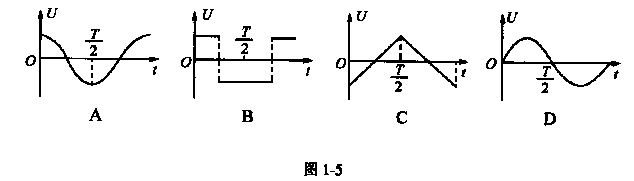 U T/2 O t
A
U T/2 O t
B
U O T/2 t
C
U O T/2 t
D
图 1-5